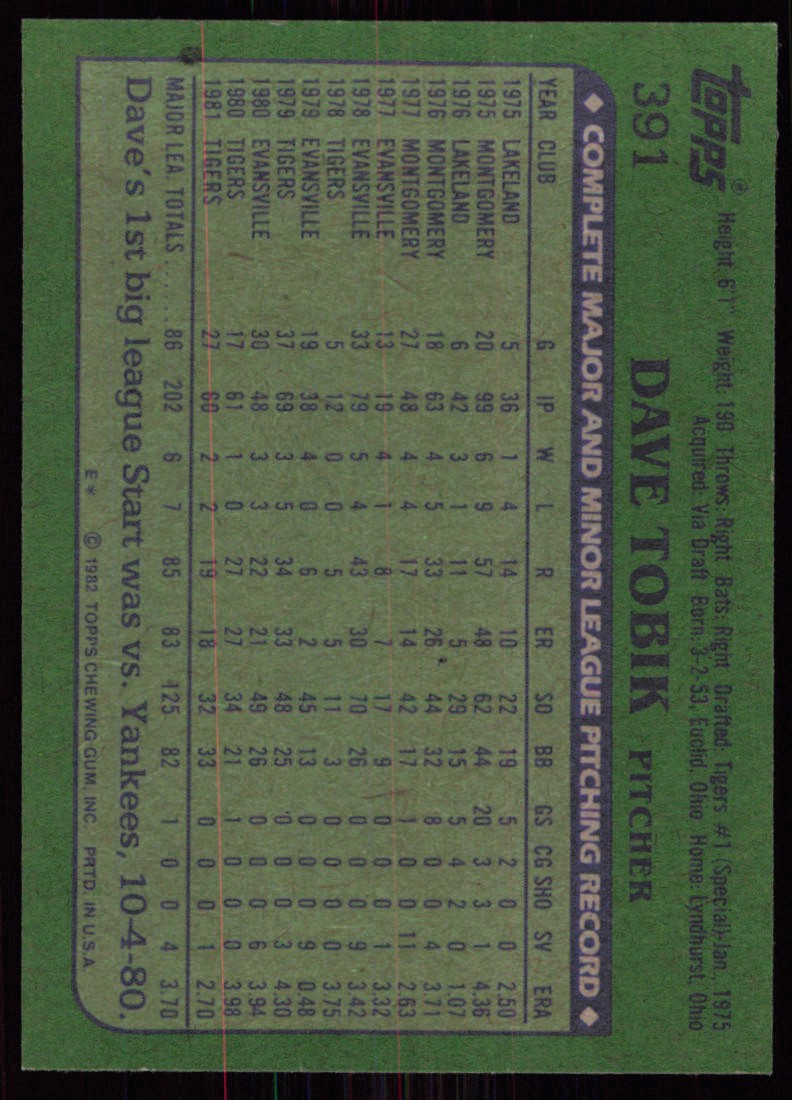 topps®
Height: 6'1" Weight: 190 Throws: Right Bats: Right Drafted: Tigers #1 (Special)-Jan., 1975
Acquired: Via Draft Born: 3-2-53, Euclid, Ohio Home: Lyndhurst, Ohio
391 DAVE TOBIK PITCHER
◆ COMPLETE MAJOR AND MINOR LEAGUE PITCHING RECORD ◆
YEAR CLUB G IP W L R ER SO BB GS CG SHO SV ERA
1975 LAKELAND 5 36 1 4 14 10 22 19 5 2 0 0 2.50
1975 MONTGOMERY 20 99 6 9 57 48 62 44 20 3 3 1 4.36
1976 LAKELAND 6 42 3 1 11 5 29 15 5 4 2 0 1.07
1976 MONTGOMERY 18 63 4 5 33 26 44 32 8 0 0 4 3.71
1977 MONTGOMERY 27 48 4 4 17 14 42 17 1 0 0 11 2.63
1977 EVANSVILLE 13 19 4 1 8 7 17 9 0 0 0 1 3.32
1978 EVANSVILLE 33 79 5 4 43 30 70 26 0 0 0 9 3.42
1978 TIGERS 5 12 0 0 5 5 11 3 0 0 0 0 3.75
1979 EVANSVILLE 19 38 4 0 6 2 45 13 0 0 0 9 0.48
1979 TIGERS 37 69 3 5 34 33 48 25 0 0 0 3 4.30
1980 EVANSVILLE 30 48 3 3 22 21 49 26 0 0 0 6 3.94
1980 TIGERS 17 61 1 0 27 27 34 21 1 0 0 0 3.98
1981 TIGERS 27 60 2 2 19 18 32 33 0 0 0 1 2.70
MAJOR LEA. TOTALS ..... 86 202 6 7 85 83 125 82 1 0 0 4 3.70
Dave's 1st big league Start was vs. Yankees, 10-4-80.
E* © 1982 TOPPS CHEWING GUM, INC. PRTD. IN U.S.A